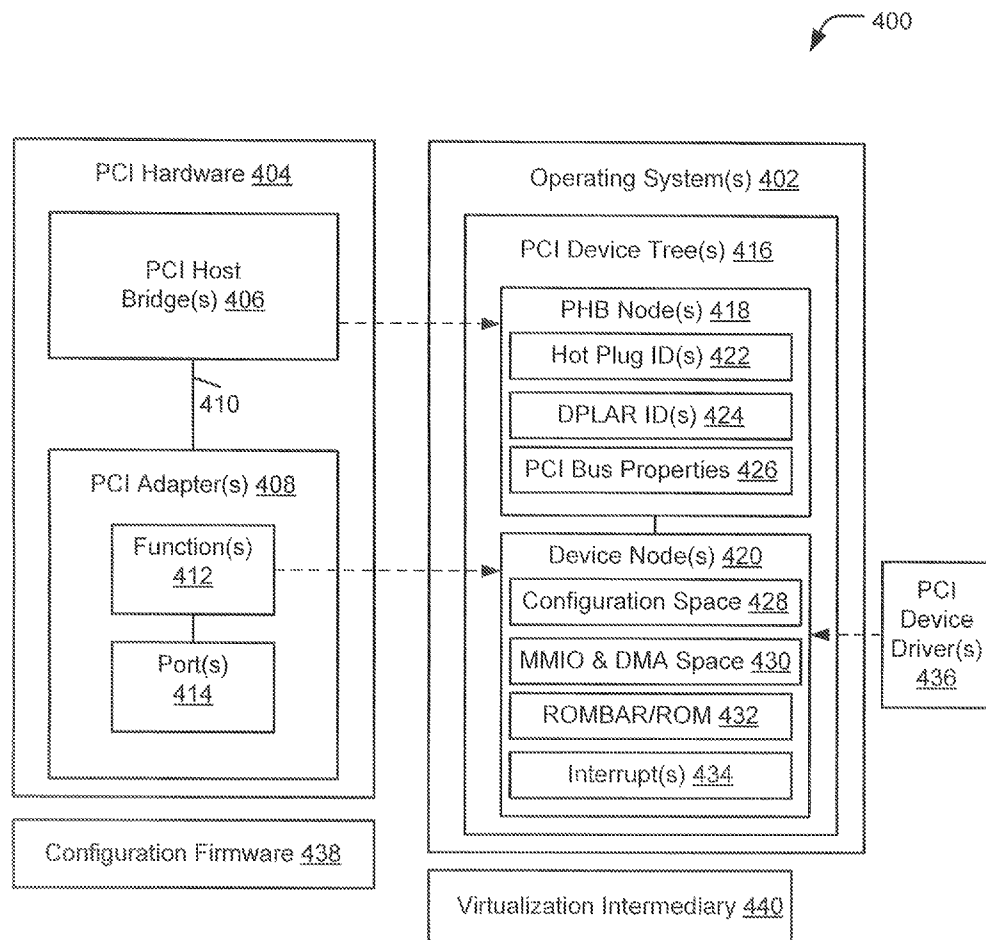 400
PCI Hardware 404
PCI Host
Bridge(s) 406
410
PCI Adapter(s) 408
Function(s)
412
Port(s)
414
Configuration Firmware 438
Operating System(s) 402
PCI Device Tree(s) 416
PHB Node(s) 418
Hot Plug ID(s) 422
DPLAR ID(s) 424
PCI Bus Properties 426
Device Node(s) 420
Configuration Space 428
MMIO & DMA Space 430
ROMBAR/ROM 432
Interrupt(s) 434
PCI
Device
Driver(s)
436
Virtualization Intermediary 440